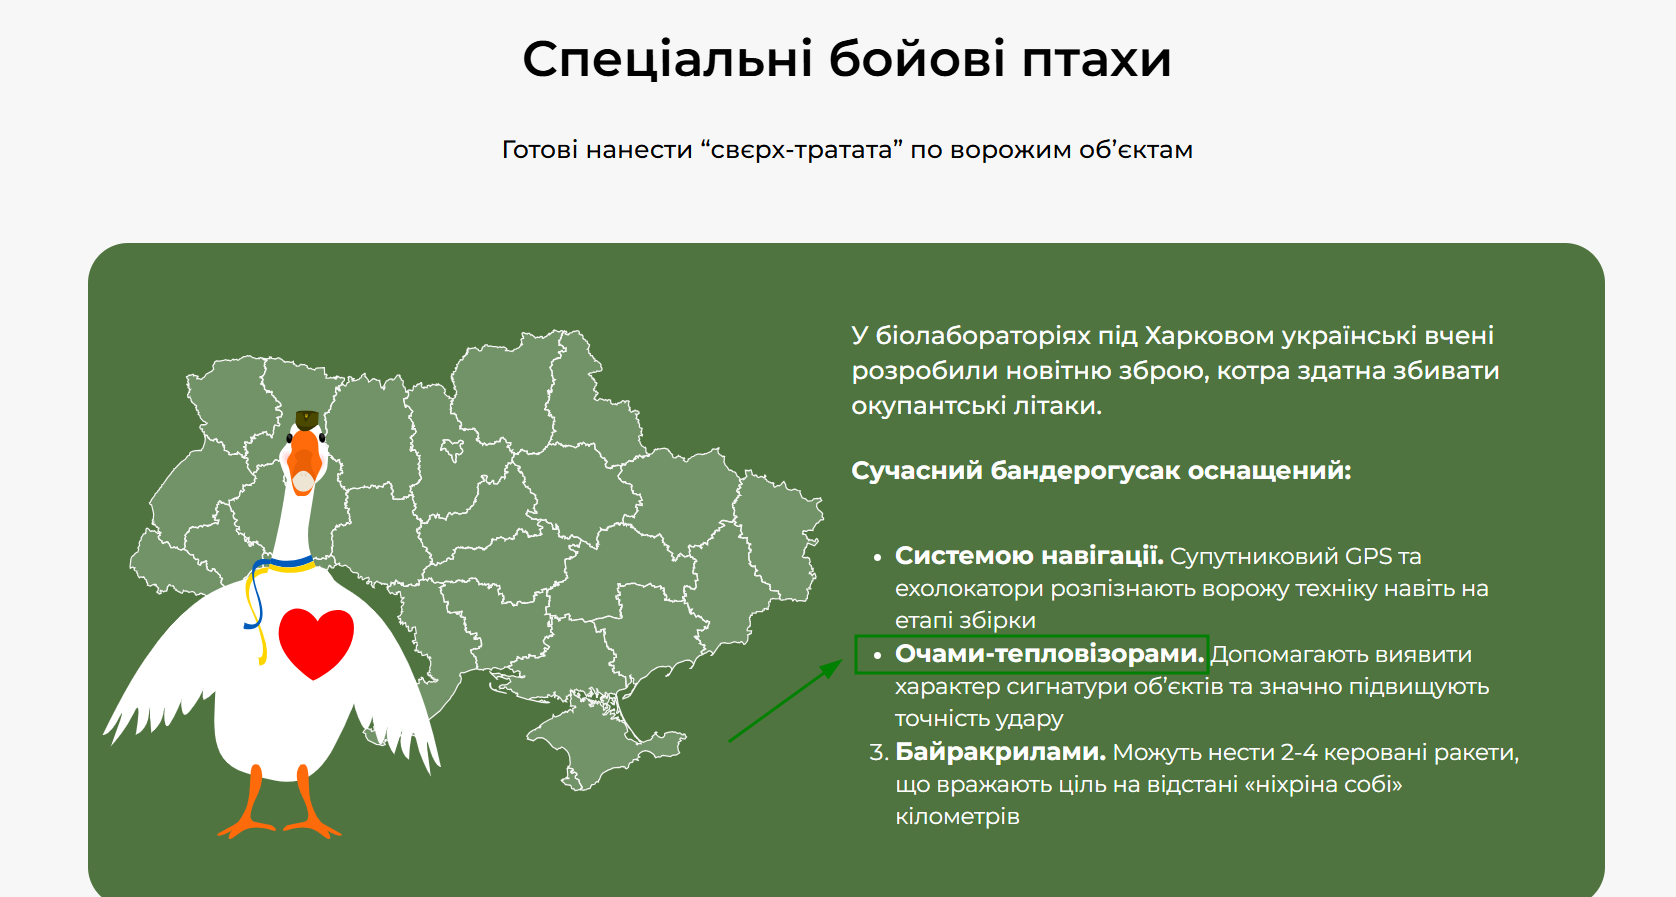 Спеціальні бойові птахи
Готові нанести “свєрх-тратата” по ворожим об’єктам
У біолабораторіях під Харковом українські вчені
розробили новітню зброю, котра здатна збивати
окупантські літаки.
Сучасний бандерогусак оснащений:
• Системою навігації. Супутниковий GPS та
ехолокатори розпізнають ворожу техніку навіть на
етапі збірки
• Очами-тепловізорами. Допомагають виявити
характер сигнатури об’єктів та значно підвищують
точність удару
3. Байракрилами. Можуть нести 2-4 керовані ракети,
що вражають ціль на відстані «ніхріна собі»
кілометрів